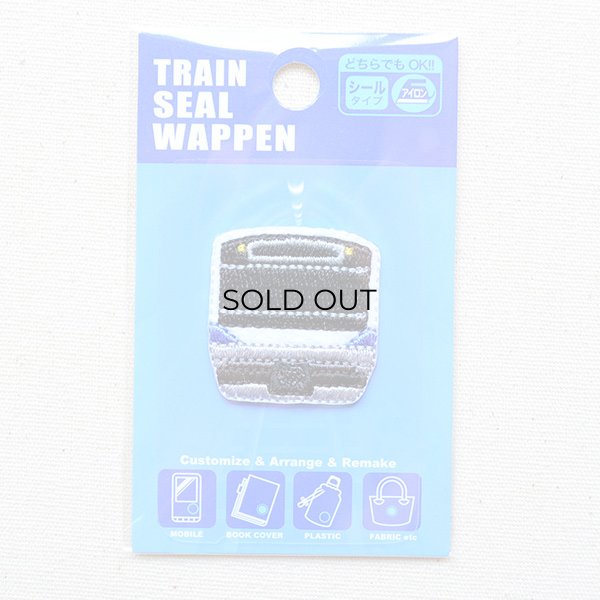 TRAIN
SEAL
WAPPEN
どちらでもOK!!
シール
タイプ
アイロン
SOLD OUT
Customize & Arrange & Remake
MOBILE
BOOK COVER
PLASTIC
FABRIC etc